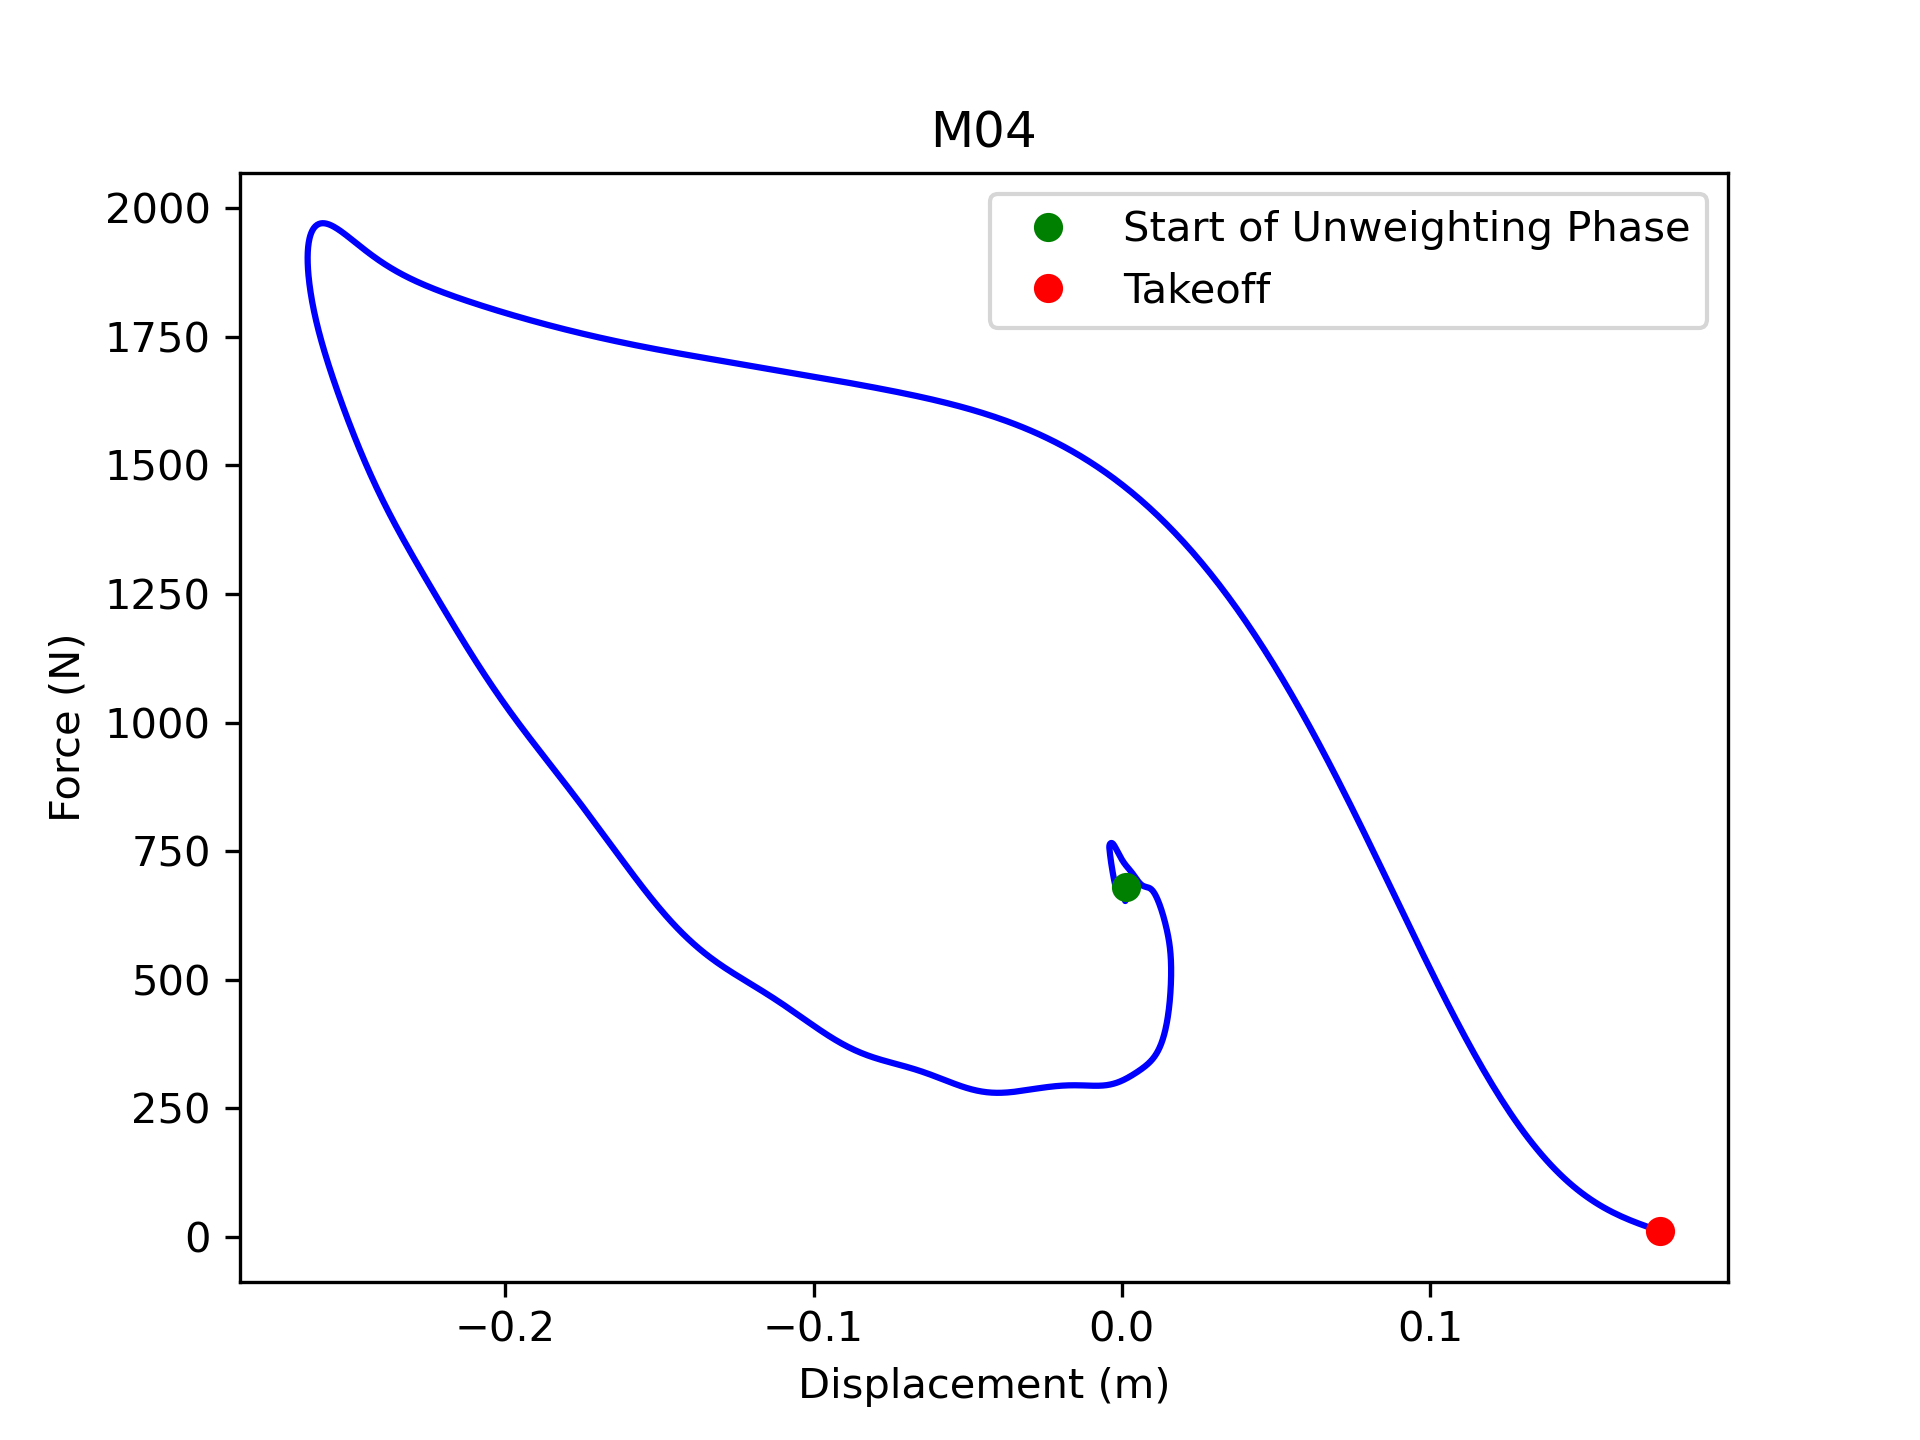 M04
Start of Unweighting Phase
Takeoff
2000
1750
1500
1250
1000
750
500
250
0
Force (N)
−0.2 −0.1 0.0 0.1
Displacement (m)